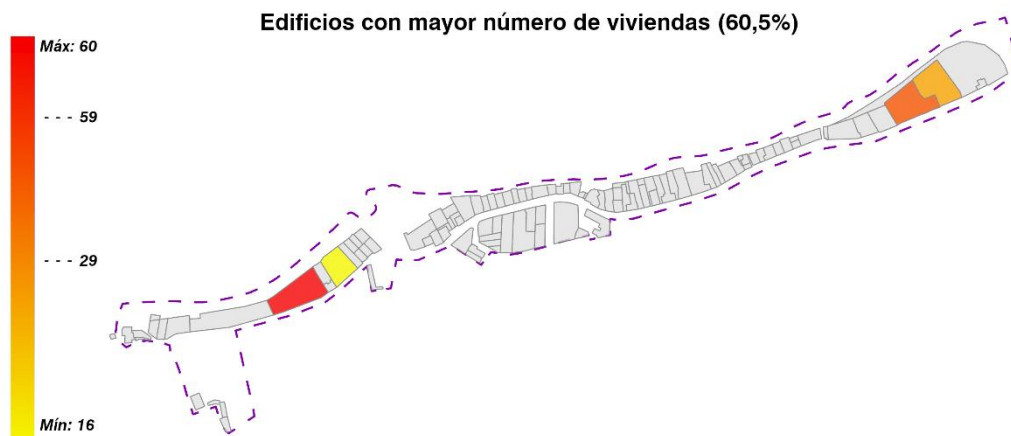 Edificios con mayor número de viviendas (60,5%)
Máx: 60
- - - 59
- - - 29
Mín: 16